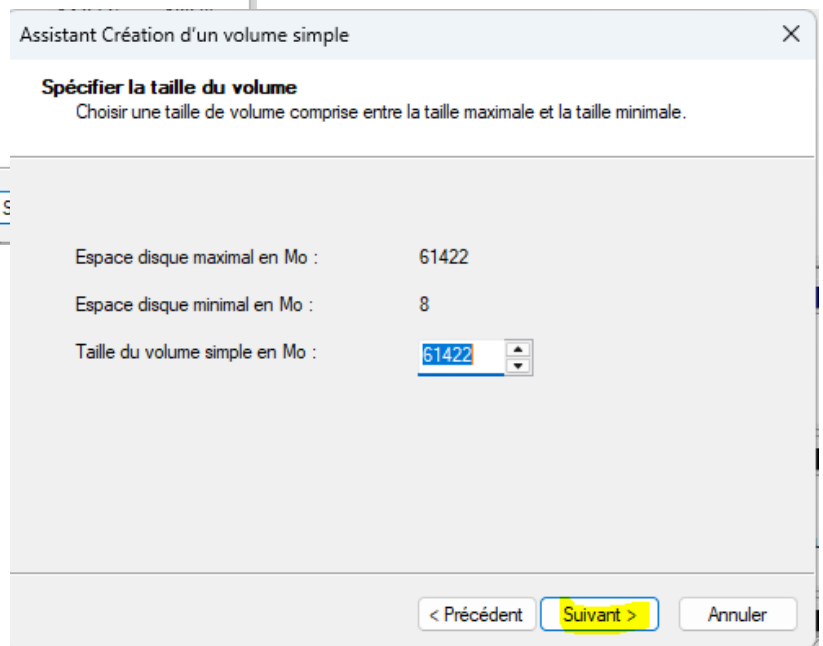 Assistant Création d'un volume simple
Spécifier la taille du volume
Choisir une taille de volume comprise entre la taille maximale et la taille minimale.
Espace disque maximal en Mo : 61422
Espace disque minimal en Mo : 8
Taille du volume simple en Mo : 61422
< Précédent Suivant > Annuler